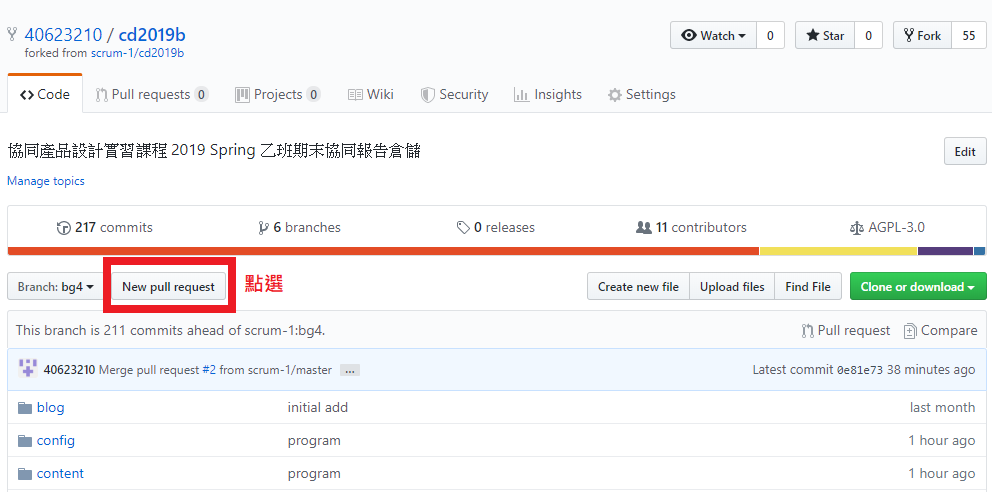 40623210 / cd2019b
forked from scrum-1/cd2019b
Watch 0 Star 0 Fork 55
Code Pull requests 0 Projects 0 Wiki Security Insights Settings
協同產品設計實習課程 2019 Spring 乙班期末協同報告倉儲 Edit
Manage topics
217 commits 6 branches 0 releases 11 contributors AGPL-3.0
Branch: bg4 New pull request 點選 Create new file Upload files Find File Clone or download
This branch is 211 commits ahead of scrum-1:bg4. Pull request Compare
40623210 Merge pull request #2 from scrum-1/master ... Latest commit 0e81e73 38 minutes ago
blog initial add last month
config program 1 hour ago
content program 1 hour ago